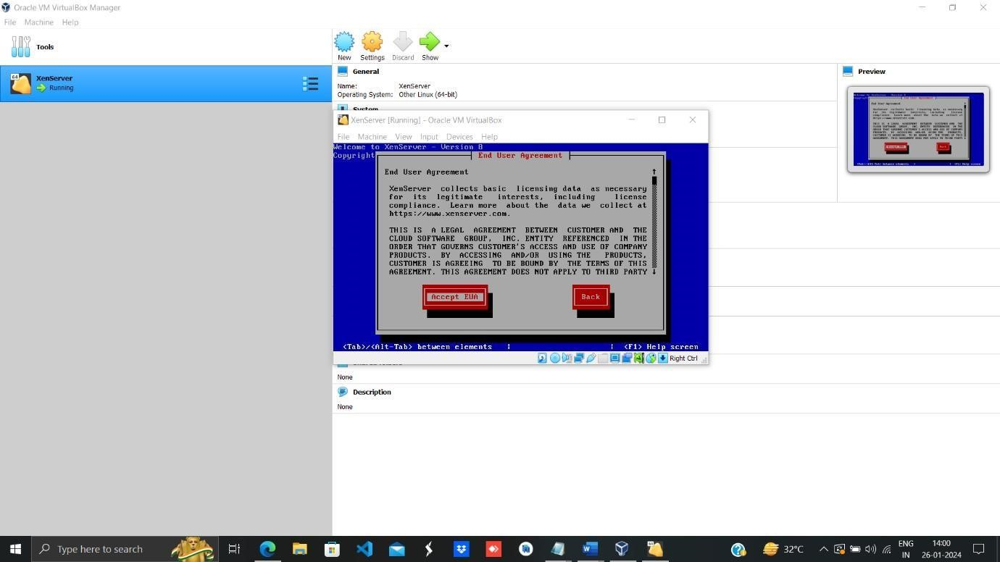 Oracle VM VirtualBox Manager
File Machine Help
Tools
New Settings Discard Show
64
XenServer
Running
General
Name: XenServer
Operating System: Other Linux (64-bit)
System
Preview
XenServer [Running] - Oracle VM VirtualBox
File Machine View Input Devices Help
Welcome to XenServer - Version 8
Copyright
End User Agreement
End User Agreement
XenServer collects basic licensing data as necessary
for its legitimate interests, including license
compliance. Learn more about the data we collect at
https://www.xenserver.com.
THIS IS A LEGAL AGREEMENT BETWEEN CUSTOMER AND THE
CLOUD SOFTWARE GROUP, INC. ENTITY REFERENCED IN THE
ORDER THAT GOVERNS CUSTOMER'S ACCESS AND USE OF COMPANY
PRODUCTS. BY ACCESSING AND/OR USING THE PRODUCTS,
CUSTOMER IS AGREEING TO BE BOUND BY THE TERMS OF THIS
AGREEMENT. THIS AGREEMENT DOES NOT APPLY TO THIRD PARTY
Accept EUA Back
<Tab>/<Alt-Tab> between elements | | <F1> Help screen
Right Ctrl
None
Description
None
Type here to search
32°C
ENG
IN
14:00
26-01-2024